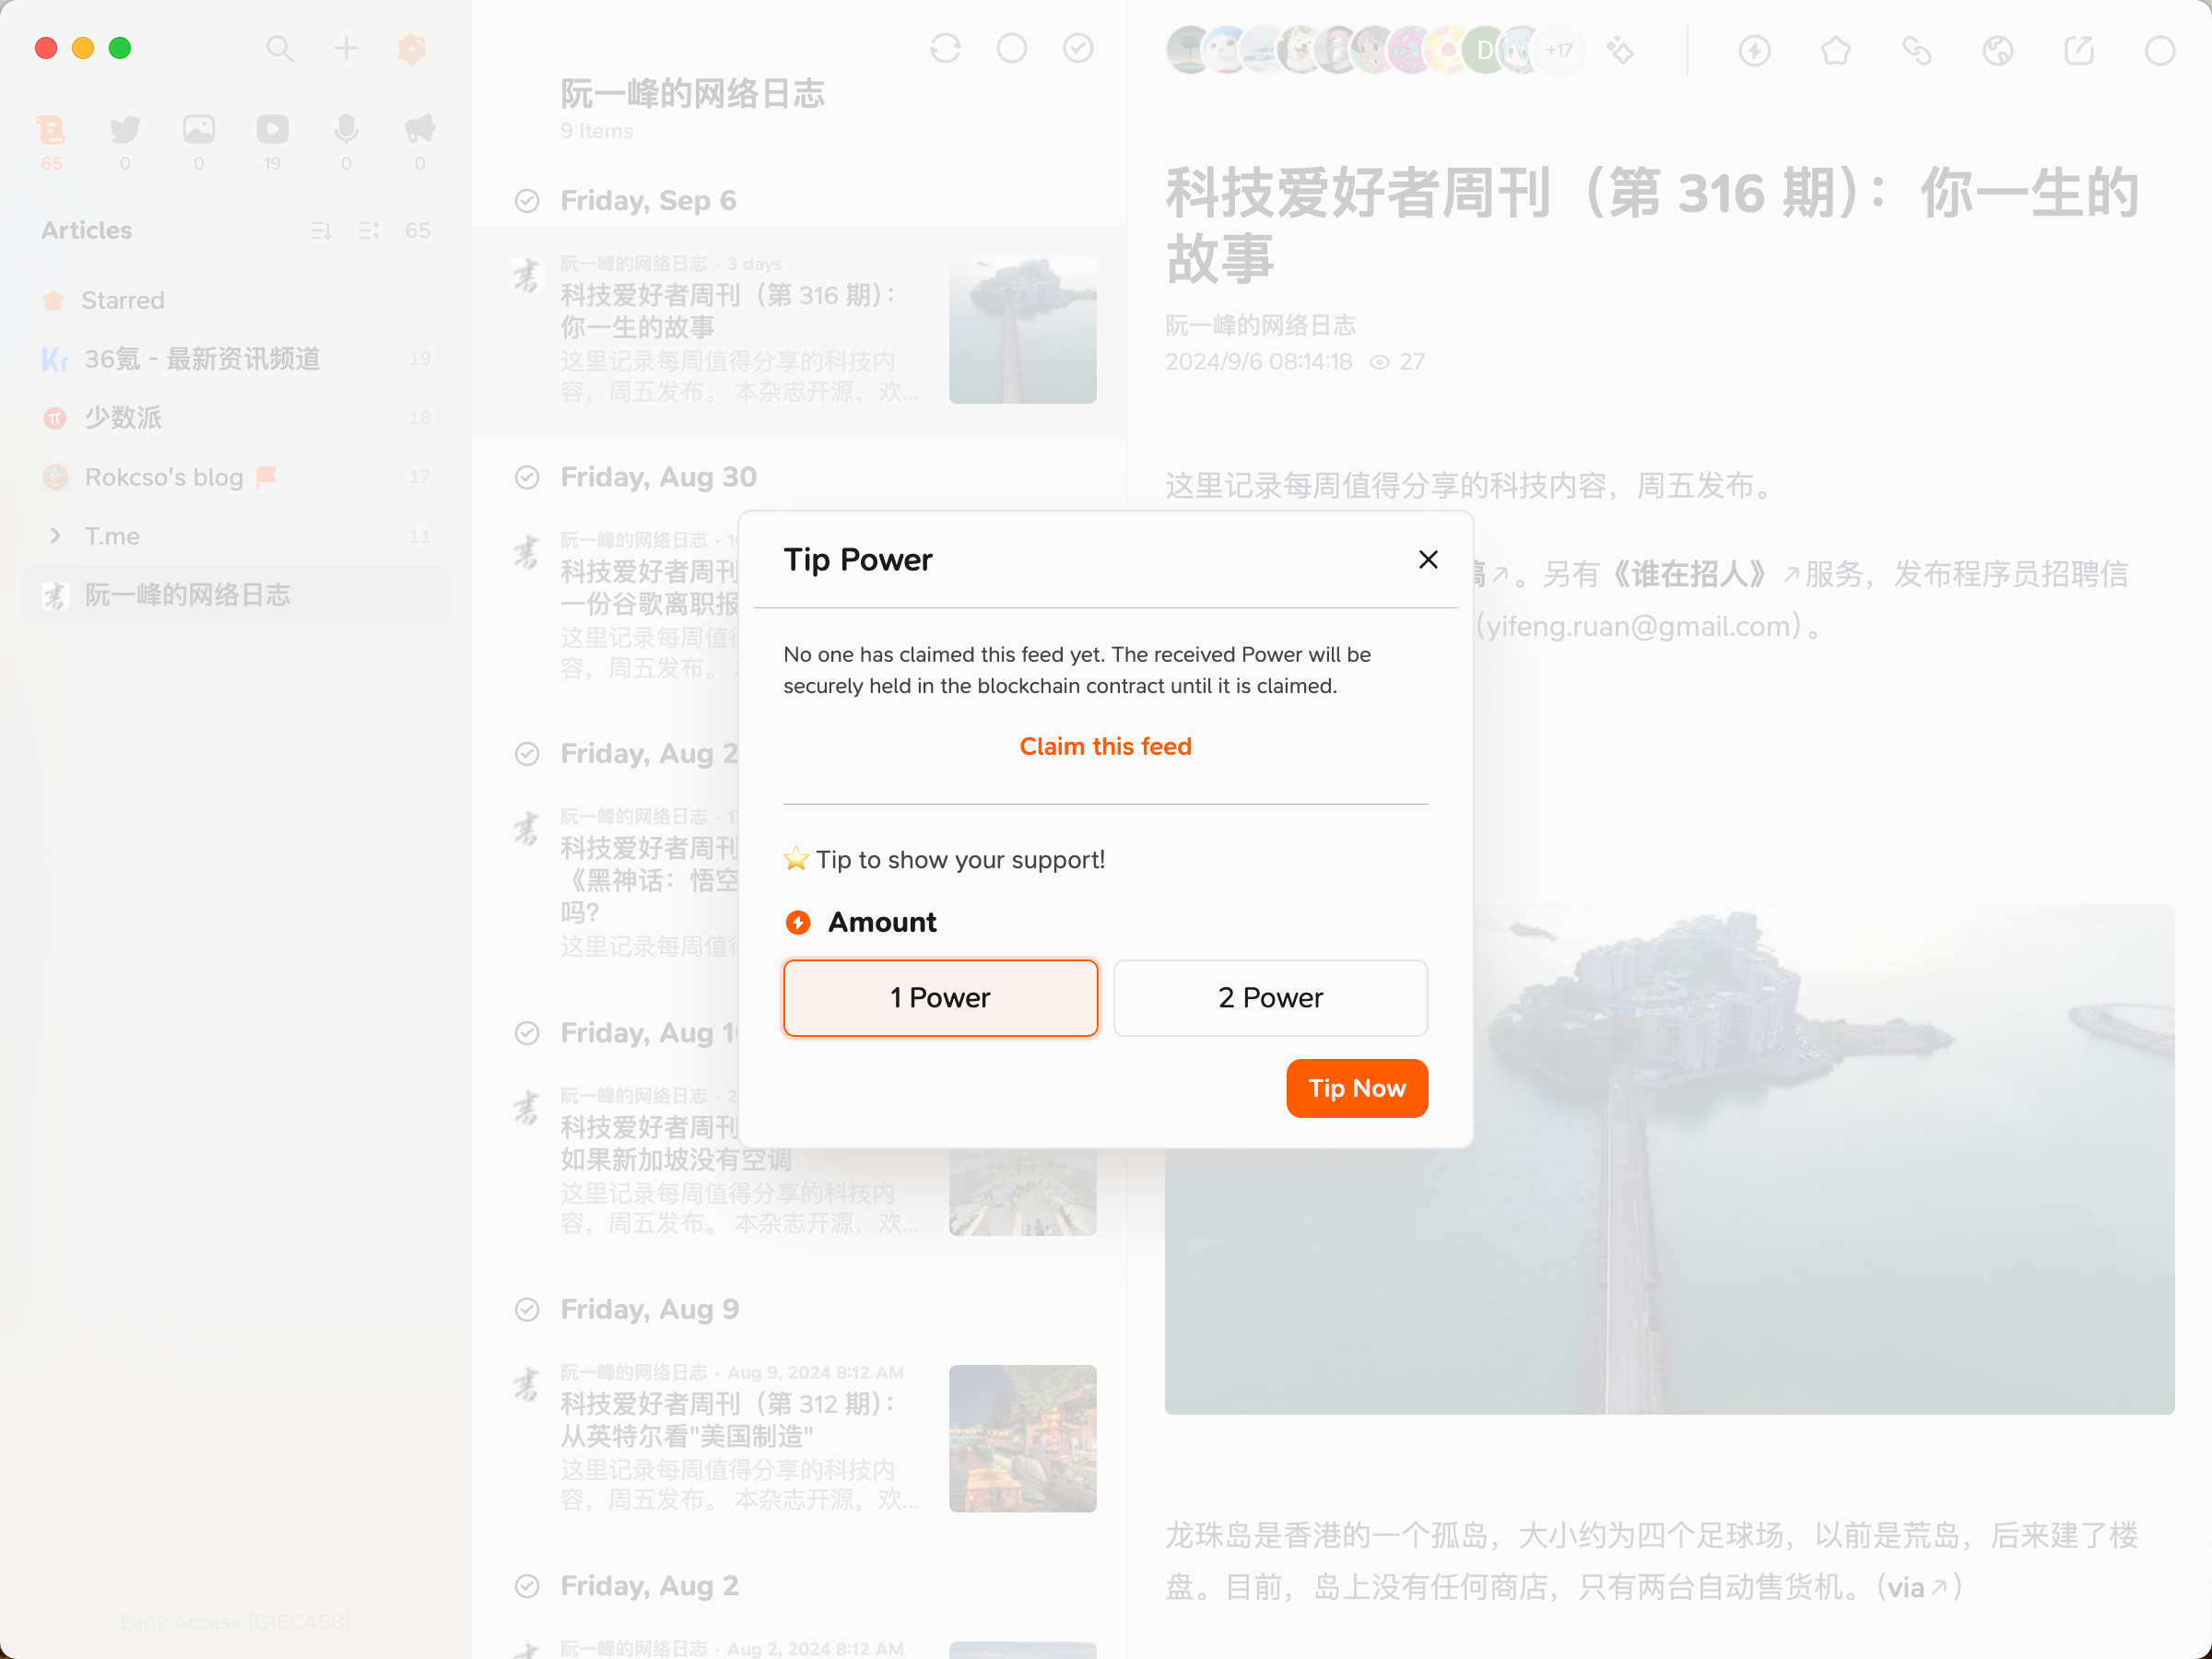 65
0
0
19
0
0
Articles
65
Starred
36氪 - 最新资讯频道
19
少数派
18
Rokcso's blog
17
T.me
11
阮一峰的网络日志
Early Access (C1EC45B)
阮一峰的网络日志
9 Items
Friday, Sep 6
阮一峰的网络日志 · 3 days
科技爱好者周刊（第 316 期）：
你一生的故事
这里记录每周值得分享的科技内
容，周五发布。 本杂志开源，欢...
Friday, Aug 30
阮一峰的网络日志 ·
科技爱好者周刊
一份谷歌离职报
这里记录每周值
容，周五发布。
Friday, Aug 2
阮一峰的网络日志 ·
科技爱好者周刊
《黑神话：悟空
吗?
这里记录每周值
Friday, Aug 1
阮一峰的网络日志 ·
科技爱好者周刊
如果新加坡没有空调
这里记录每周值得分享的科技内
容，周五发布。 本杂志开源，欢...
Friday, Aug 9
阮一峰的网络日志 · Aug 9, 2024 8:12 AM
科技爱好者周刊（第 312 期）：
从英特尔看"美国制造"
这里记录每周值得分享的科技内
容，周五发布。 本杂志开源，欢...
Friday, Aug 2
阮一峰的网络日志 · Aug 2, 2024 8:12 AM
D
+17
科技爱好者周刊（第 316 期）：你一生的
故事
阮一峰的网络日志
2024/9/6 08:14:18 27
这里记录每周值得分享的科技内容，周五发布。
。另有《谁在招人》服务，发布程序员招聘信
（yifeng.ruan@gmail.com）。
龙珠岛是香港的一个孤岛，大小约为四个足球场，以前是荒岛，后来建了楼
盘。目前，岛上没有任何商店，只有两台自动售货机。（via）
Tip Power
No one has claimed this feed yet. The received Power will be
securely held in the blockchain contract until it is claimed.
Claim this feed
⭐ Tip to show your support!
Amount
1 Power
2 Power
Tip Now